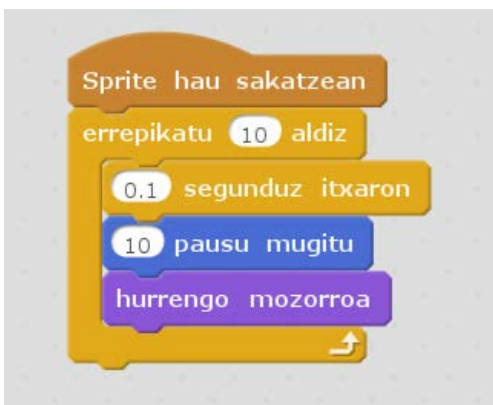 Sprite hau sakatzean
errepikatu 10 aldiz
0.1 segunduz itxaron
10 pausu mugitu
hurrengo mozorroa